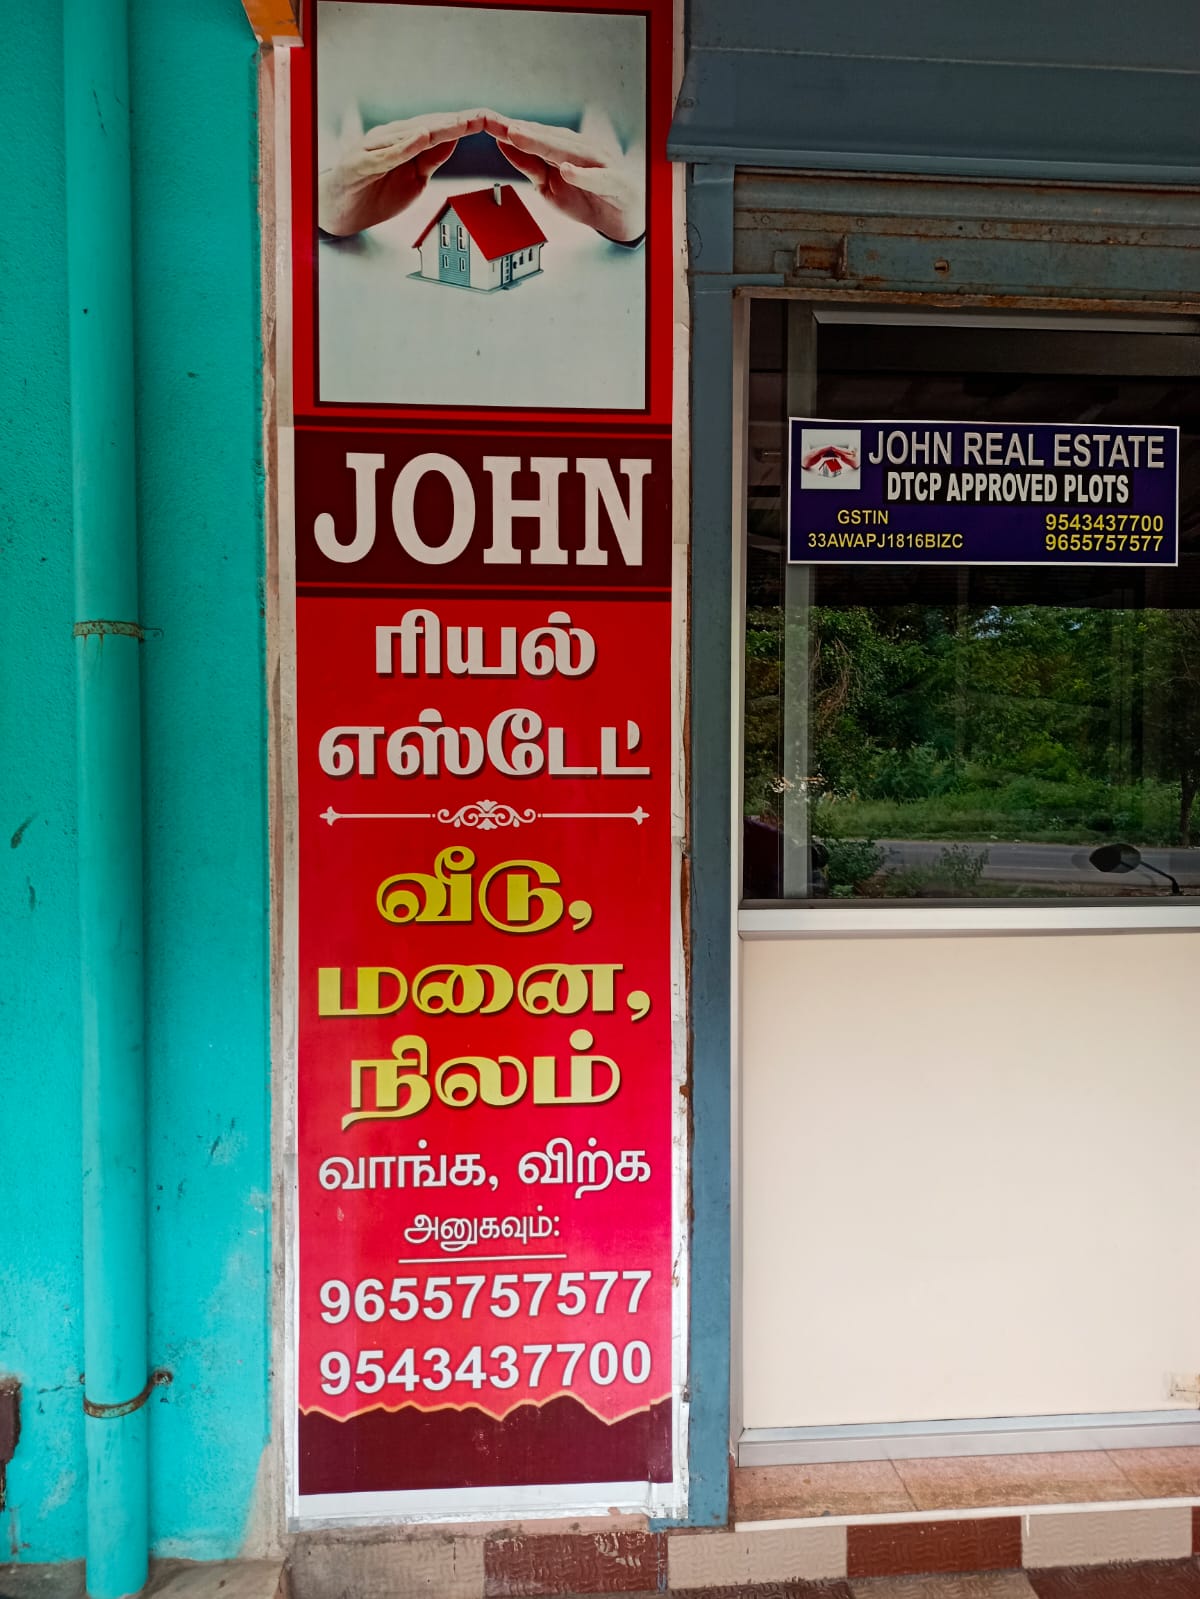 JOHN
ரியல்
எஸ்டேட்
வீடு,
மனை,
நிலம்
வாங்க, விற்க
அனுகவும்:
9655757577
9543437700
JOHN REAL ESTATE
DTCP APPROVED PLOTS
GSTIN
33AWAPJ1816BIZC
9543437700
9655757577